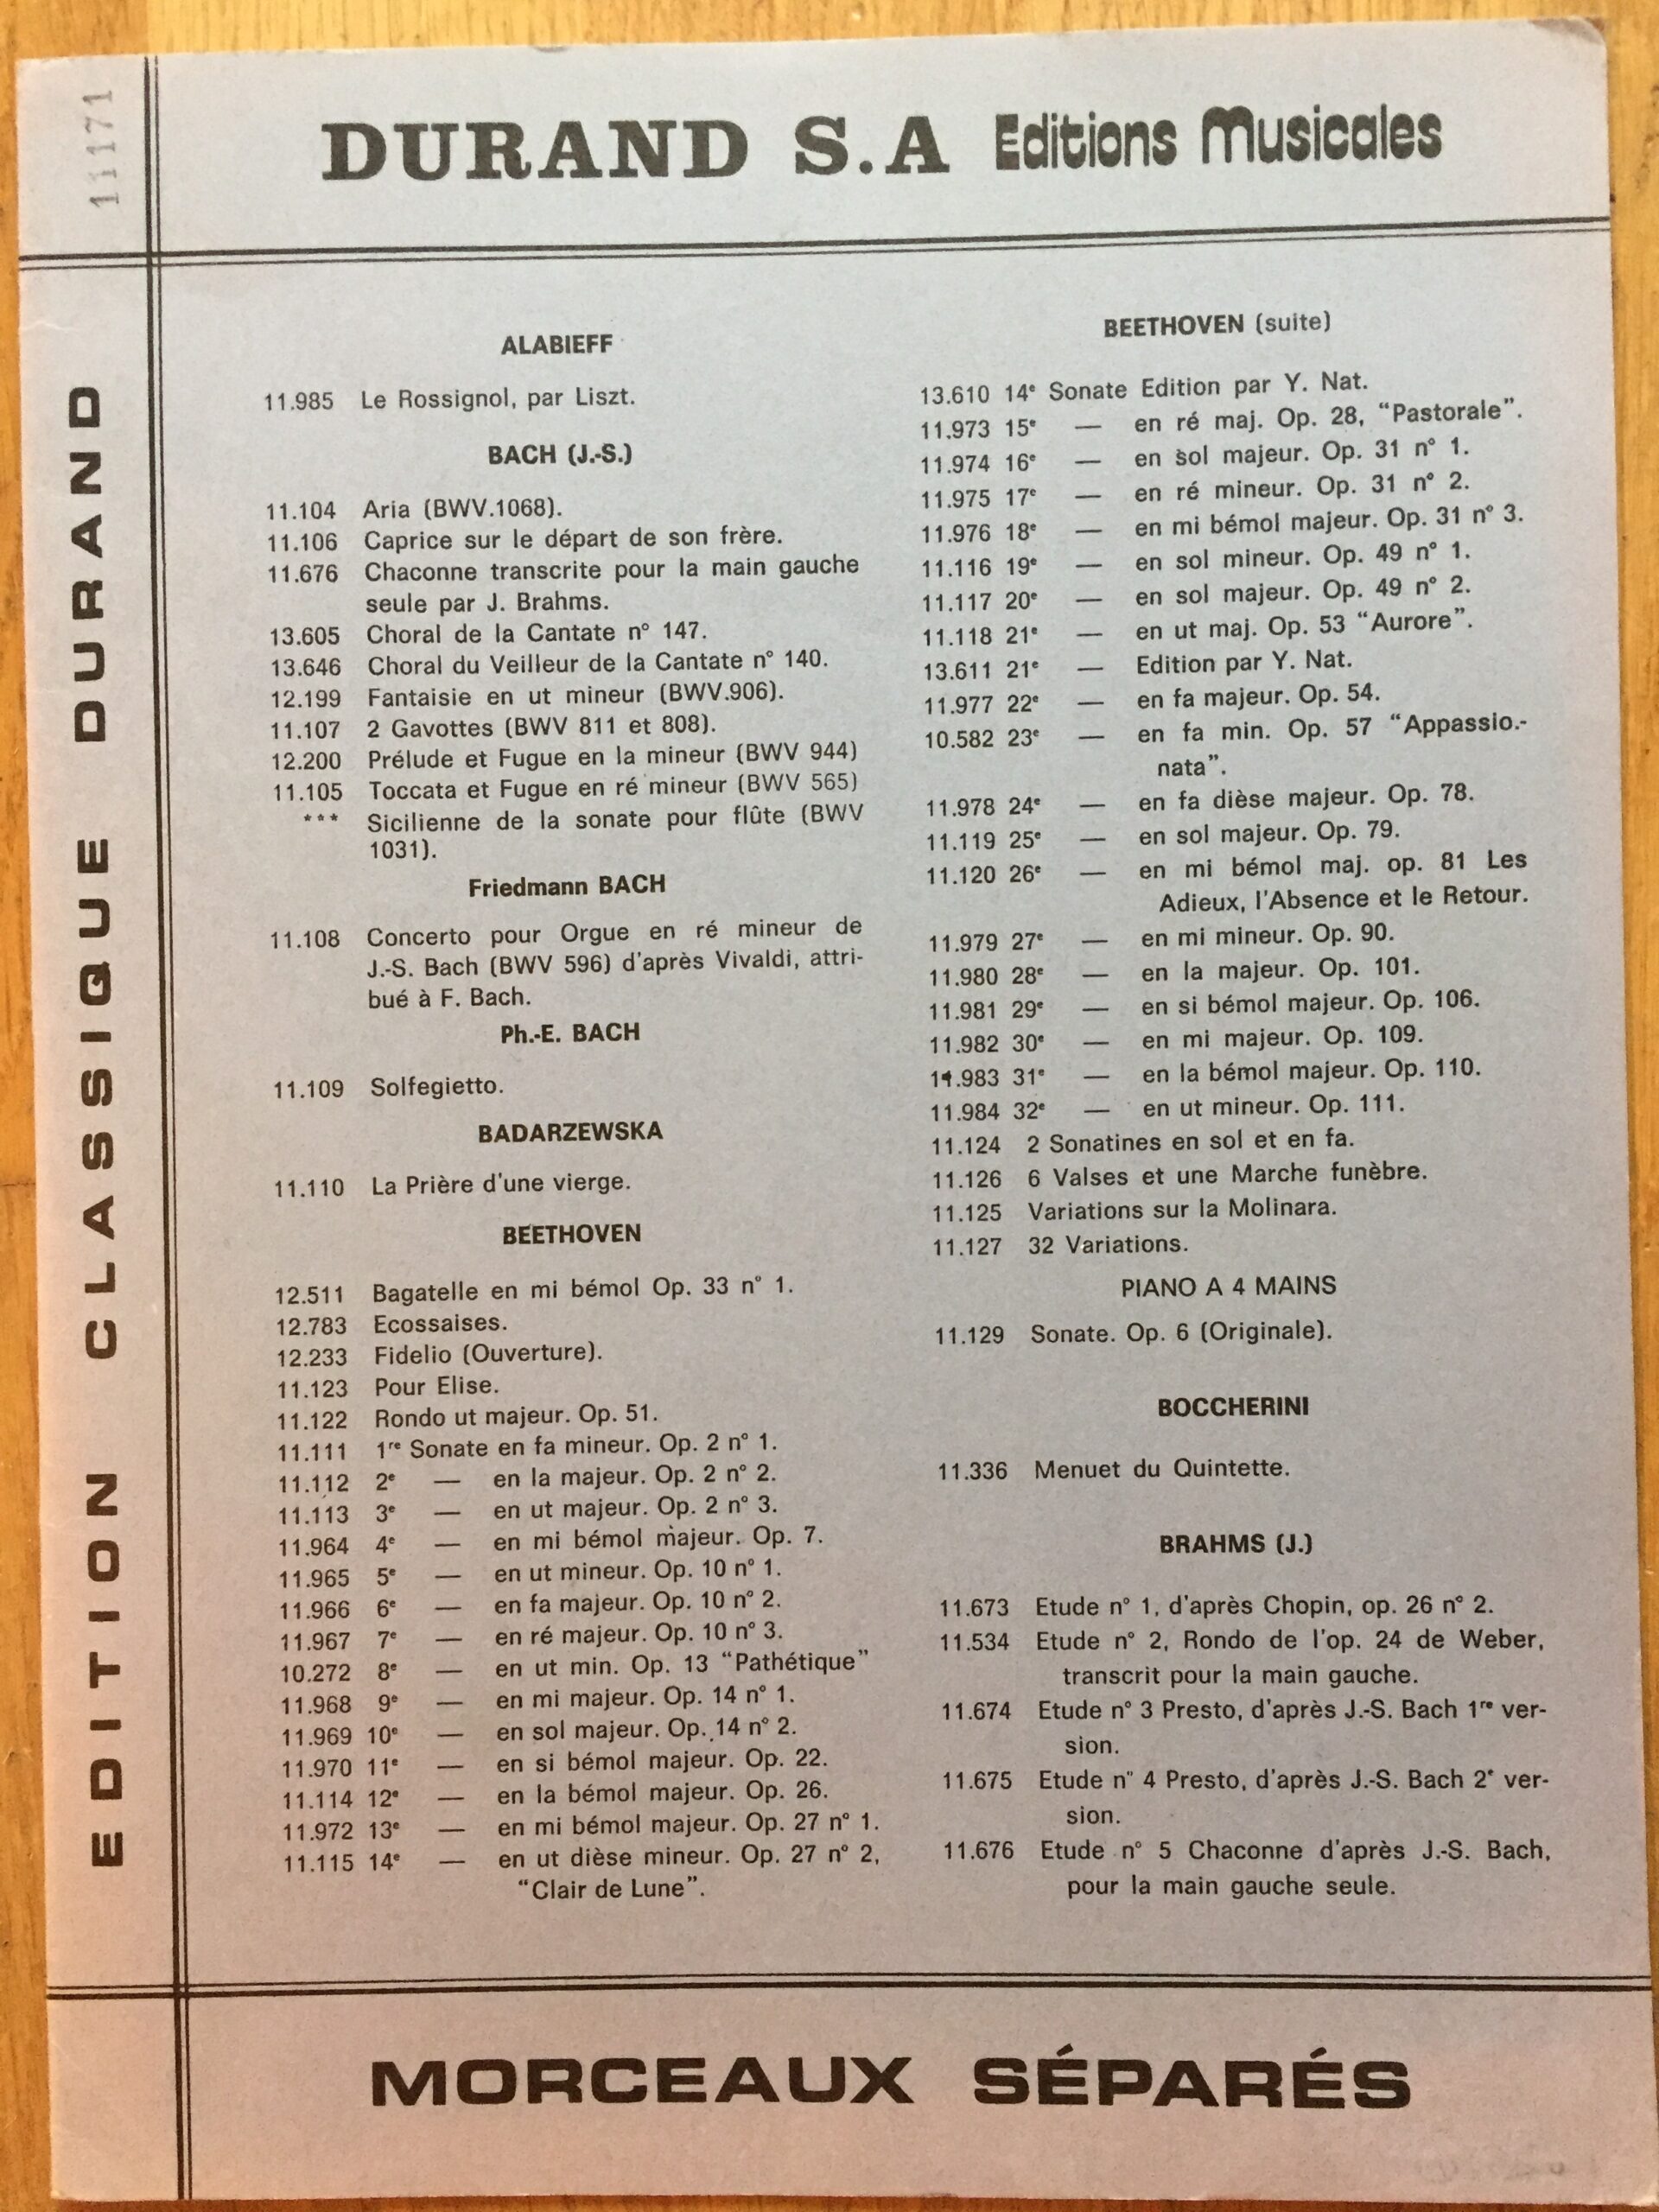 111171
DURAND S.A Editions Musicales
EDITION CLASSIQUE DURAND
ALABIEFF
11.985 Le Rossignol, par Liszt.
BACH (J.-S.)
11.104 Aria (BWV.1068).
11.106 Caprice sur le départ de son frère.
11.676 Chaconne transcrite pour la main gauche
seule par J. Brahms.
13.605 Choral de la Cantate n° 147.
13.646 Choral du Veilleur de la Cantate n° 140.
12.199 Fantaisie en ut mineur (BWV.906).
11.107 2 Gavottes (BWV 811 et 808).
12.200 Prélude et Fugue en la mineur (BWV 944)
11.105 Toccata et Fugue en ré mineur (BWV 565)
*** Sicilienne de la sonate pour flûte (BWV
1031).
Friedmann BACH
11.108 Concerto pour Orgue en ré mineur de
J.-S. Bach (BWV 596) d'après Vivaldi, attri-
bué à F. Bach.
Ph.-E. BACH
11.109 Solfegietto.
BADARZEWSKA
11.110 La Prière d'une vierge.
BEETHOVEN
12.511 Bagatelle en mi bémol Op. 33 n° 1.
12.783 Ecossaises.
12.233 Fidelio (Ouverture).
11.123 Pour Elise.
11.122 Rondo ut majeur. Op. 51.
11.111 1re Sonate en fa mineur. Op. 2 n° 1.
11.112 2e — en la majeur. Op. 2 n° 2.
11.113 3e — en ut majeur. Op. 2 n° 3.
11.964 4e — en mi bémol majeur. Op. 7.
11.965 5e — en ut mineur. Op. 10 n° 1.
11.966 6e — en fa majeur. Op. 10 n° 2.
11.967 7e — en ré majeur. Op. 10 n° 3.
10.272 8e — en ut min. Op. 13 “Pathétique”
11.968 9e — en mi majeur. Op. 14 n° 1.
11.969 10e — en sol majeur. Op. 14 n° 2.
11.970 11e — en si bémol majeur. Op. 22.
11.114 12e — en la bémol majeur. Op. 26.
11.972 13e — en mi bémol majeur. Op. 27 n° 1.
11.115 14e — en ut dièse mineur. Op. 27 n° 2,
“Clair de Lune”.
BEETHOVEN (suite)
13.610 14e Sonate Edition par Y. Nat.
11.973 15e — en ré maj. Op. 28, “Pastorale”.
11.974 16e — en sol majeur. Op. 31 n° 1.
11.975 17e — en ré mineur. Op. 31 n° 2.
11.976 18e — en mi bémol majeur. Op. 31 n° 3.
11.116 19e — en sol mineur. Op. 49 n° 1.
11.117 20e — en sol majeur. Op. 49 n° 2.
11.118 21e — en ut maj. Op. 53 “Aurore”.
13.611 21e — Edition par Y. Nat.
11.977 22e — en fa majeur. Op. 54.
10.582 23e — en fa min. Op. 57 “Appassio.-
nata”.
11.978 24e — en fa dièse majeur. Op. 78.
11.119 25e — en sol majeur. Op. 79.
11.120 26e — en mi bémol maj. op. 81 Les
Adieux, l'Absence et le Retour.
11.979 27e — en mi mineur. Op. 90.
11.980 28e — en la majeur. Op. 101.
11.981 29e — en si bémol majeur. Op. 106.
11.982 30e — en mi majeur. Op. 109.
11.983 31e — en la bémol majeur. Op. 110.
11.984 32e — en ut mineur. Op. 111.
11.124 2 Sonatines en sol et en fa.
11.126 6 Valses et une Marche funèbre.
11.125 Variations sur la Molinara.
11.127 32 Variations.
PIANO A 4 MAINS
11.129 Sonate. Op. 6 (Originale).
BOCCHERINI
11.336 Menuet du Quintette.
BRAHMS (J.)
11.673 Etude n° 1, d'après Chopin, op. 26 n° 2.
11.534 Etude n° 2, Rondo de l'op. 24 de Weber,
transcrit pour la main gauche.
11.674 Etude n° 3 Presto, d'après J.-S. Bach 1re ver-
sion.
11.675 Etude n° 4 Presto, d'après J.-S. Bach 2e ver-
sion.
11.676 Etude n° 5 Chaconne d'après J.-S. Bach,
pour la main gauche seule.
MORCEAUX SÉPARÉS